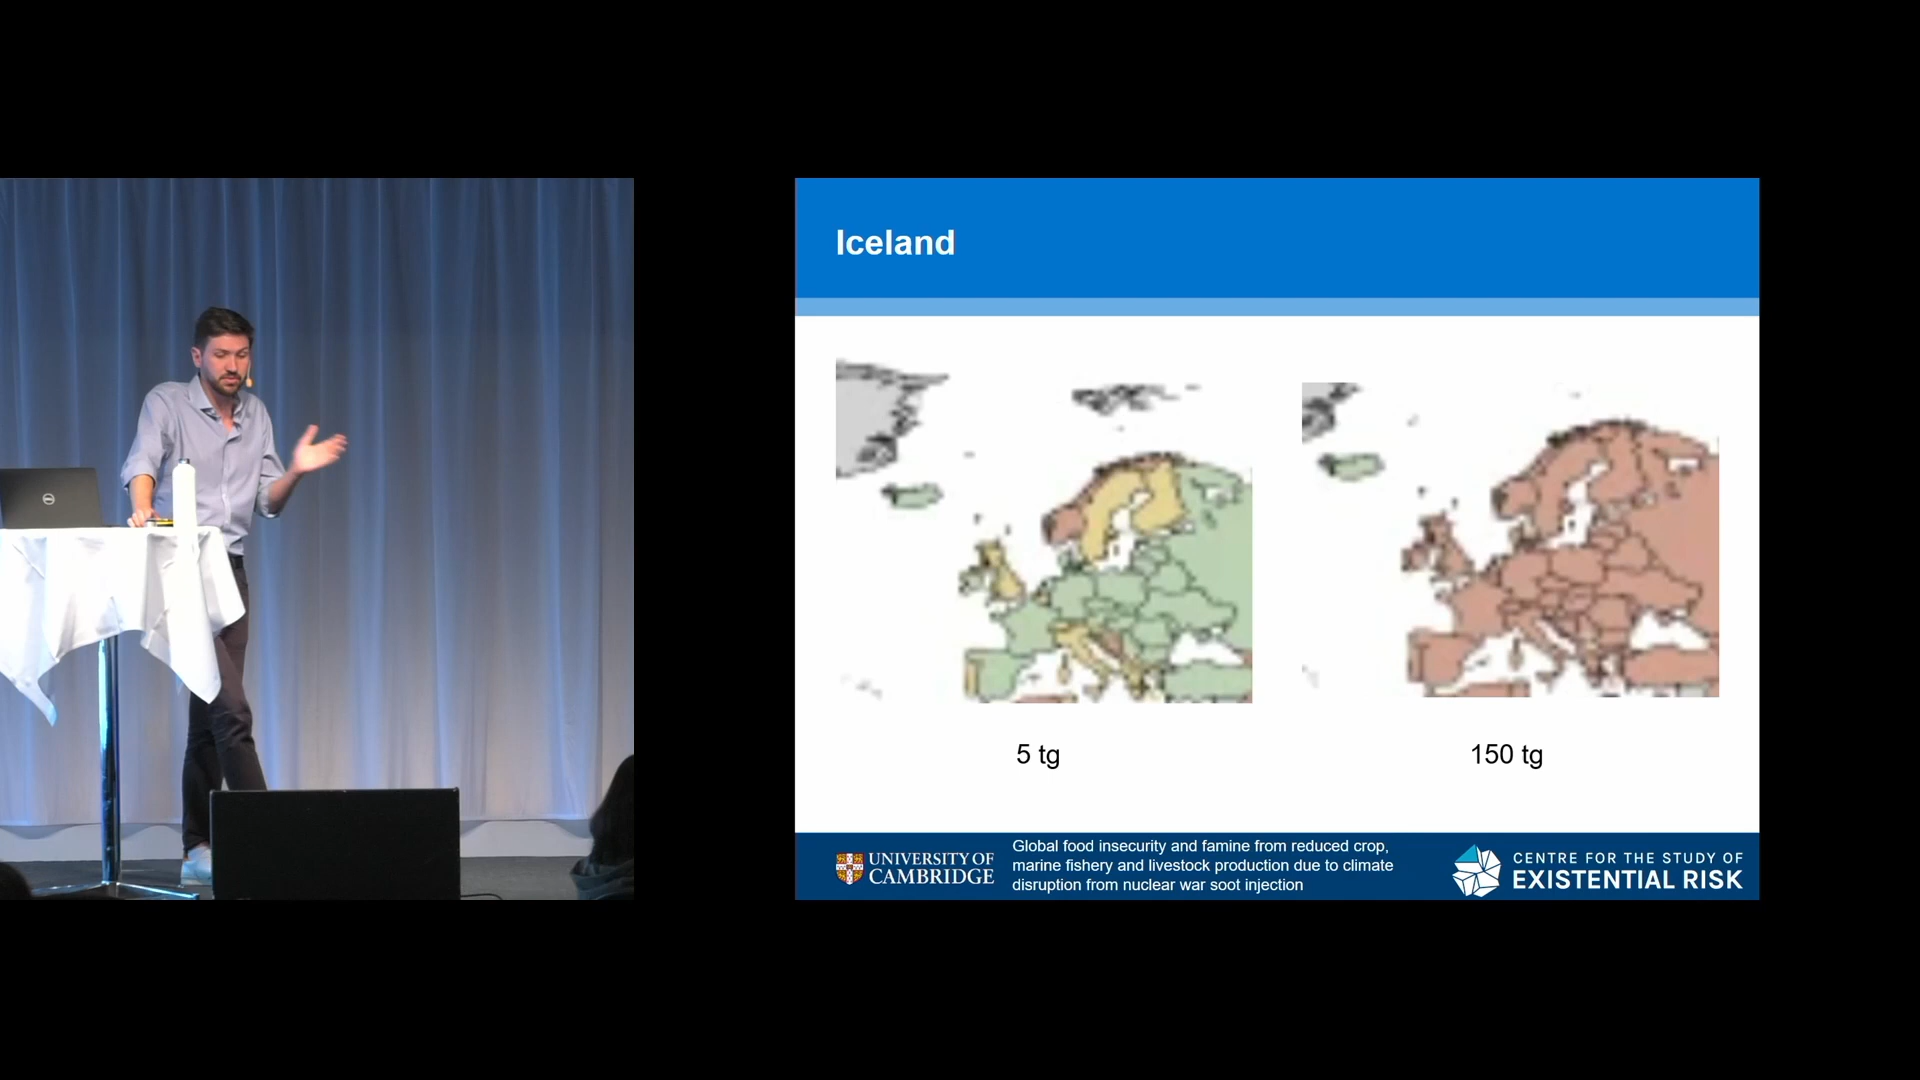 Iceland
5 tg
150 tg
UNIVERSITY OF
CAMBRIDGE
Global food insecurity and famine from reduced crop,
marine fishery and livestock production due to climate
disruption from nuclear war soot injection
CENTRE FOR THE STUDY OF
EXISTENTIAL RISK